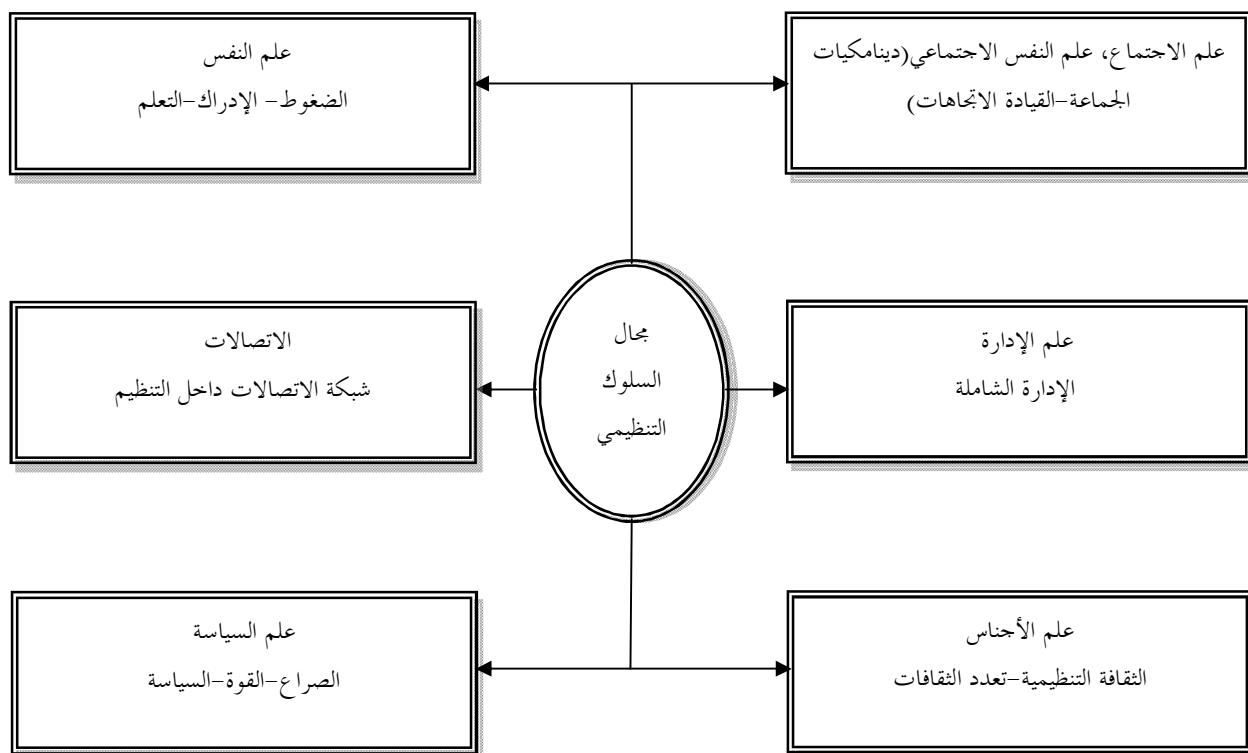 علم الاجتماع، علم النفس الاجتماعي(دينامكيات
الجماعة-القيادة الاتجاهات)
علم النفس
الضغوط- الإدراك-التعلم
مجال
السلوك
التنظيمي
علم الإدارة
الإدارة الشاملة
الاتصالات
شبكة الاتصالات داخل التنظيم
علم الأجناس
الثقافة التنظيمية-تعدد الثقافات
علم السياسة
الصراع-القوة-السياسة